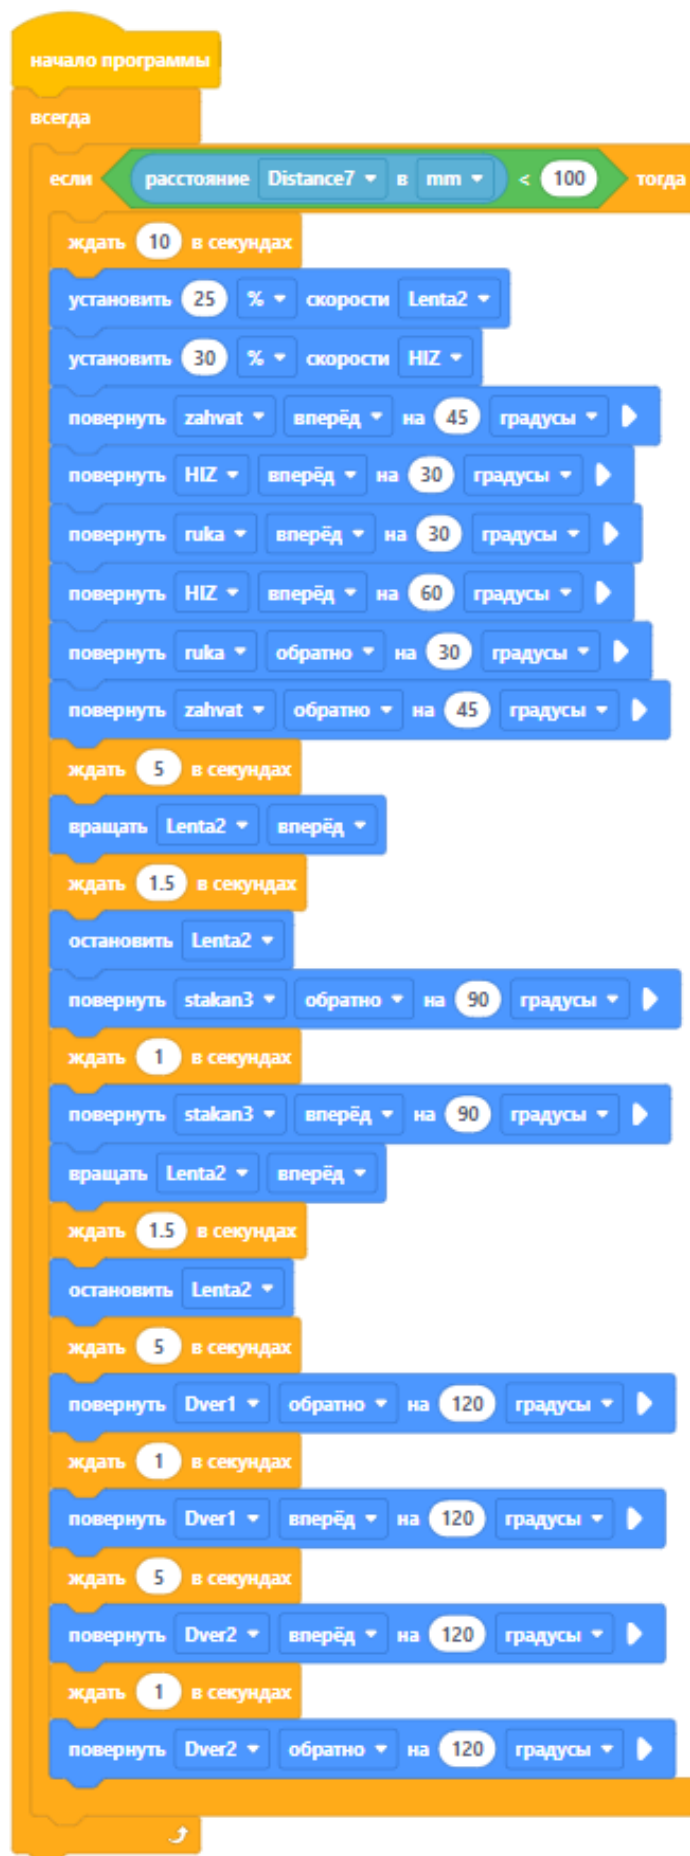 начало программы
всегда
если расстояние Distance7 в mm < 100 тогда
ждать 10 в секундах
установить 25 % скорости Lenta2
установить 30 % скорости HIZ
повернуть zahvat вперёд на 45 градусы
повернуть HIZ вперёд на 30 градусы
повернуть ruka вперёд на 30 градусы
повернуть HIZ вперёд на 60 градусы
повернуть ruka обратно на 30 градусы
повернуть zahvat обратно на 45 градусы
ждать 5 в секундах
вращать Lenta2 вперёд
ждать 1.5 в секундах
остановить Lenta2
повернуть stakan3 обратно на 90 градусы
ждать 1 в секундах
повернуть stakan3 вперёд на 90 градусы
вращать Lenta2 вперёд
ждать 1.5 в секундах
остановить Lenta2
ждать 5 в секундах
повернуть Dver1 обратно на 120 градусы
ждать 1 в секундах
повернуть Dver1 вперёд на 120 градусы
ждать 5 в секундах
повернуть Dver2 вперёд на 120 градусы
ждать 1 в секундах
повернуть Dver2 обратно на 120 градусы